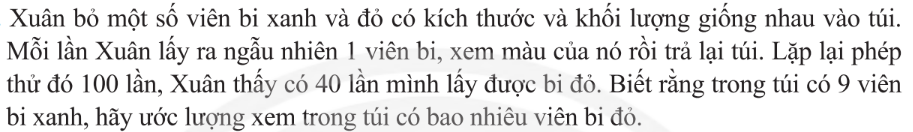 Xuân bỏ một số viên bi xanh và đỏ có kích thước và khối lượng giống nhau vào túi.
Mỗi lần Xuân lấy ra ngẫu nhiên 1 viên bi, xem màu của nó rồi trả lại túi. Lặp lại phép
thử đó 100 lần, Xuân thấy có 40 lần mình lấy được bi đỏ. Biết rằng trong túi có 9 viên
bi xanh, hãy ước lượng xem trong túi có bao nhiêu viên bi đỏ.